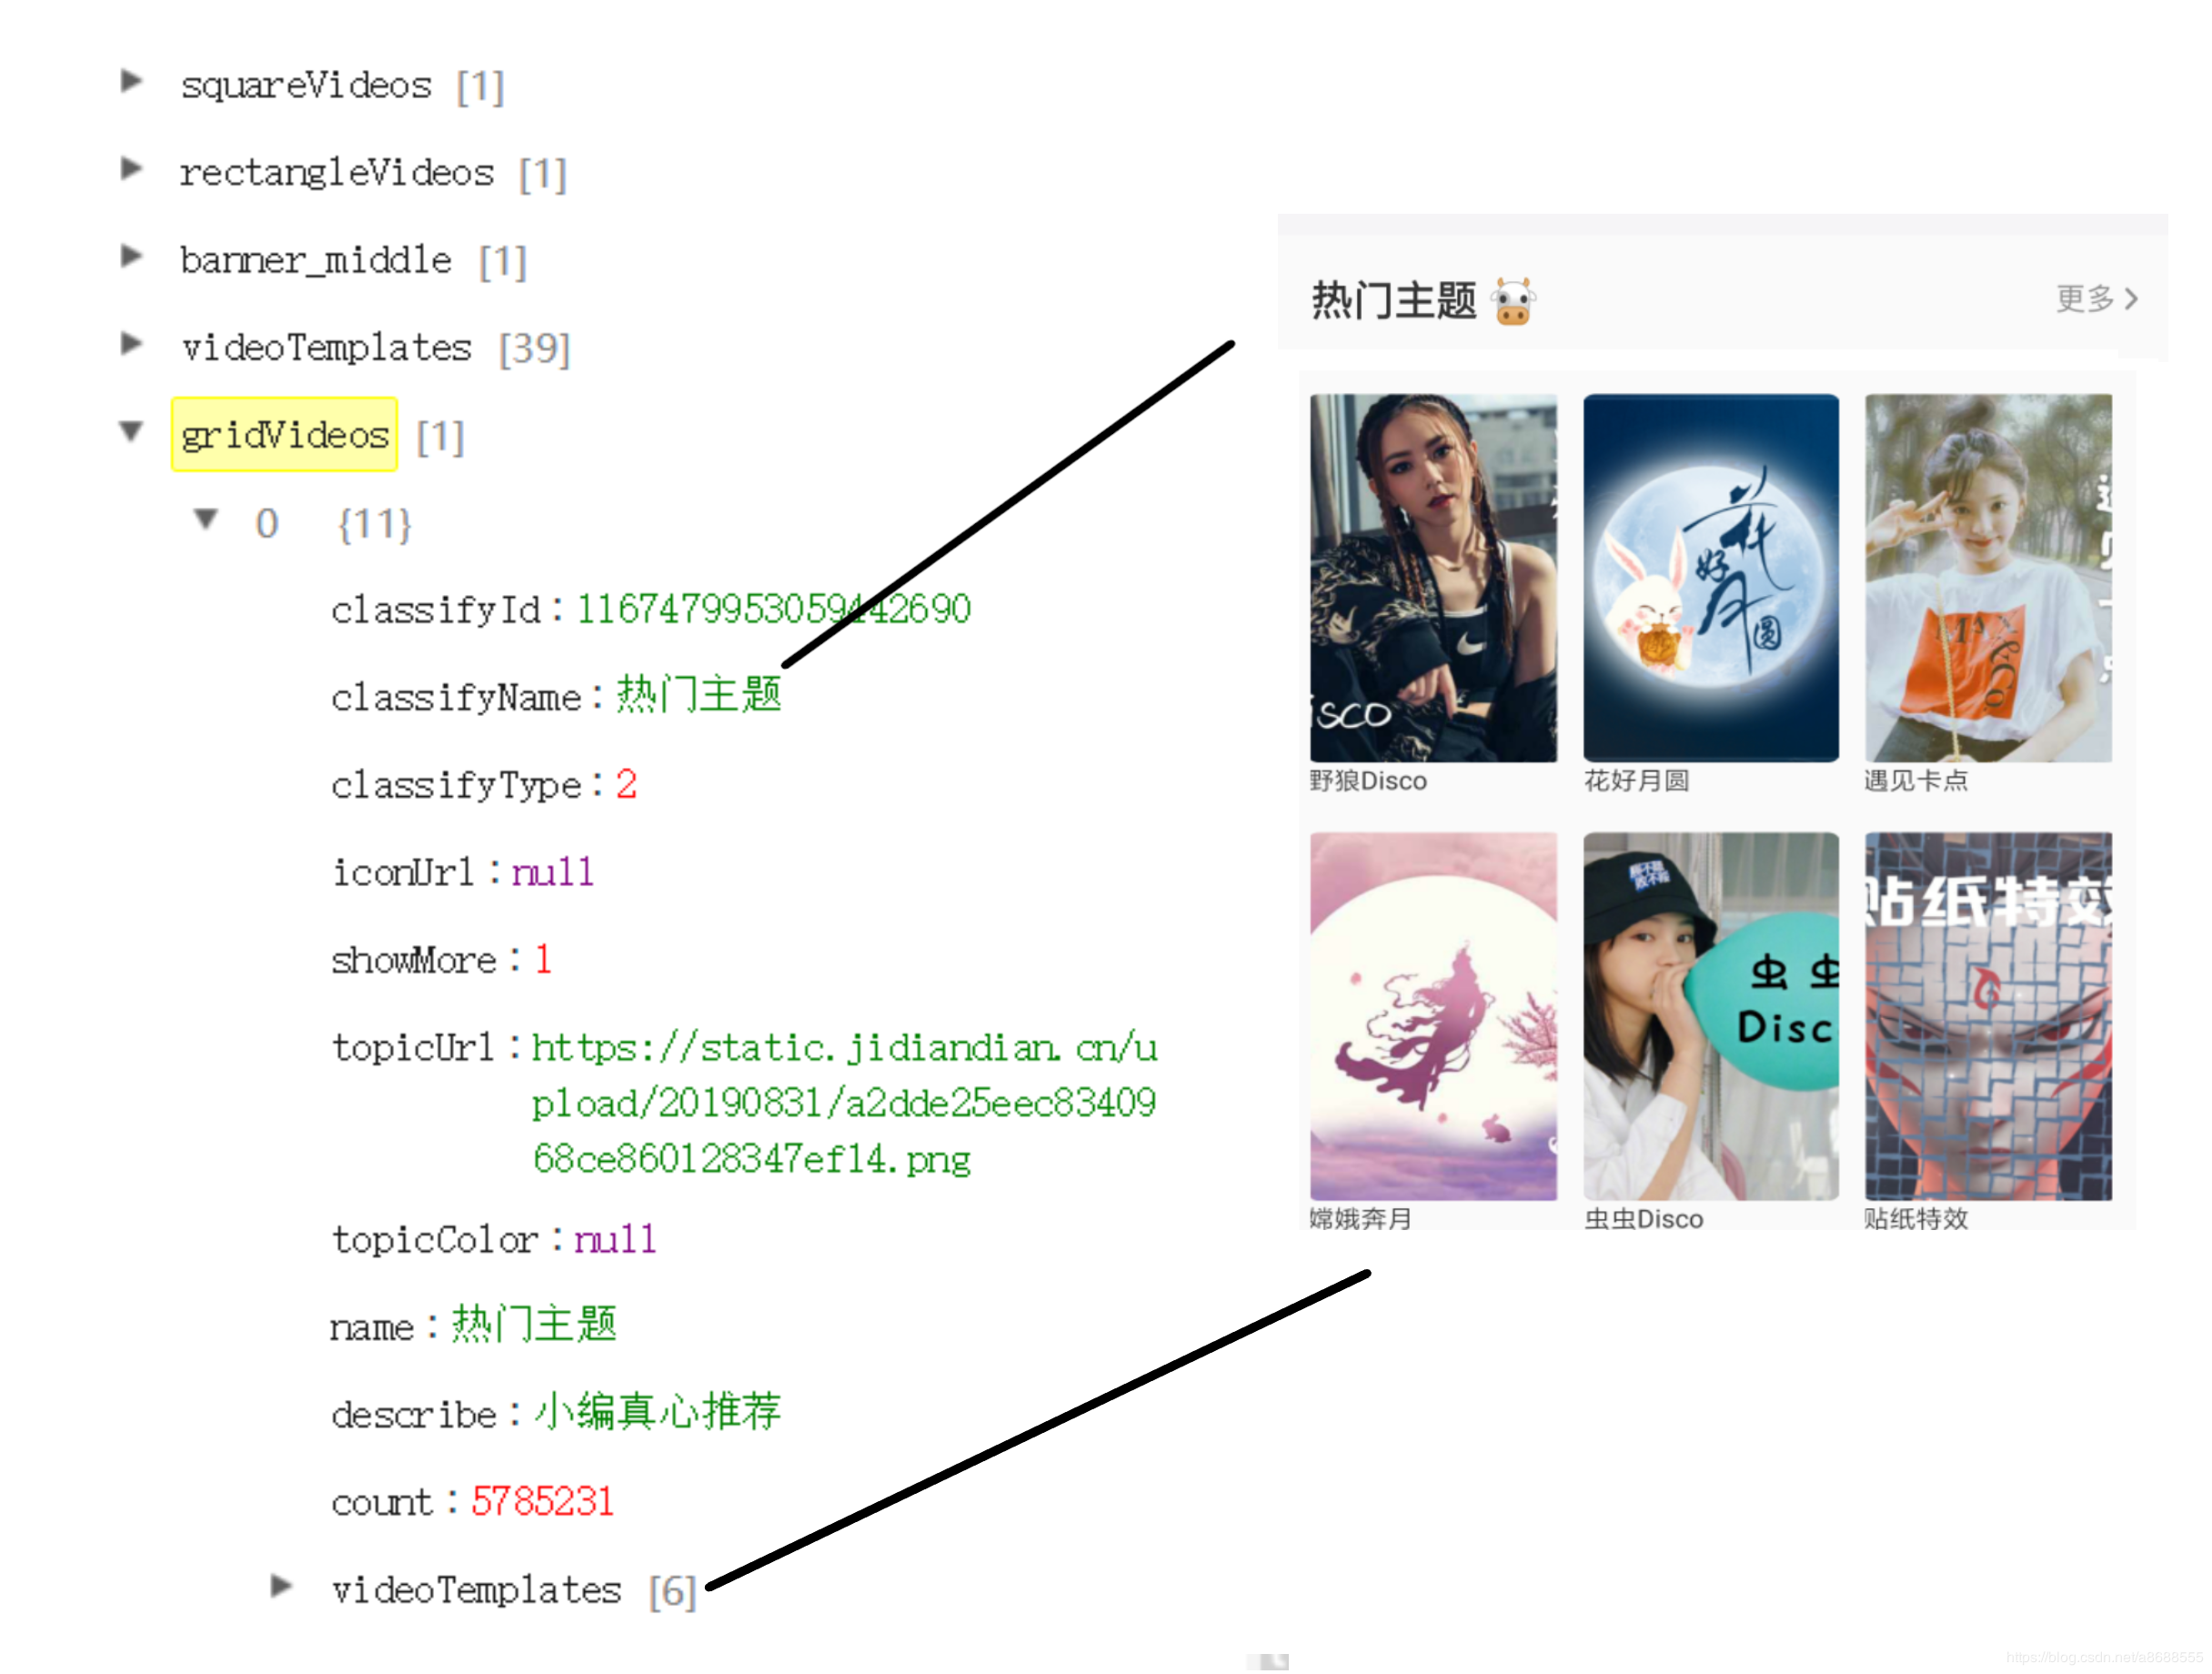 squareVideos [1]
rectangleVideos [1]
banner_middle [1]
videoTemplates [39]
gridVideos [1]
0 {11}
classifyId:1167479953059442690
classifyName:热门主题
classifyType:2
iconUrl:null
showMore:1
topicUrl:https://static.jidiandian.cn/u
pload/20190831/a2dde25eec83409
68ce860128347ef14.png
topicColor:null
name:热门主题
describe:小编真心推荐
count:5785231
videoTemplates [6]
热门主题
更多
isco
花
好
月
圆
野狼Disco
花好月圆
遇见卡点
虫 虫
Disc
贴纸特效
嫦娥奔月
虫虫Disco
贴纸特效
https://blog.csdn.net/a8688555